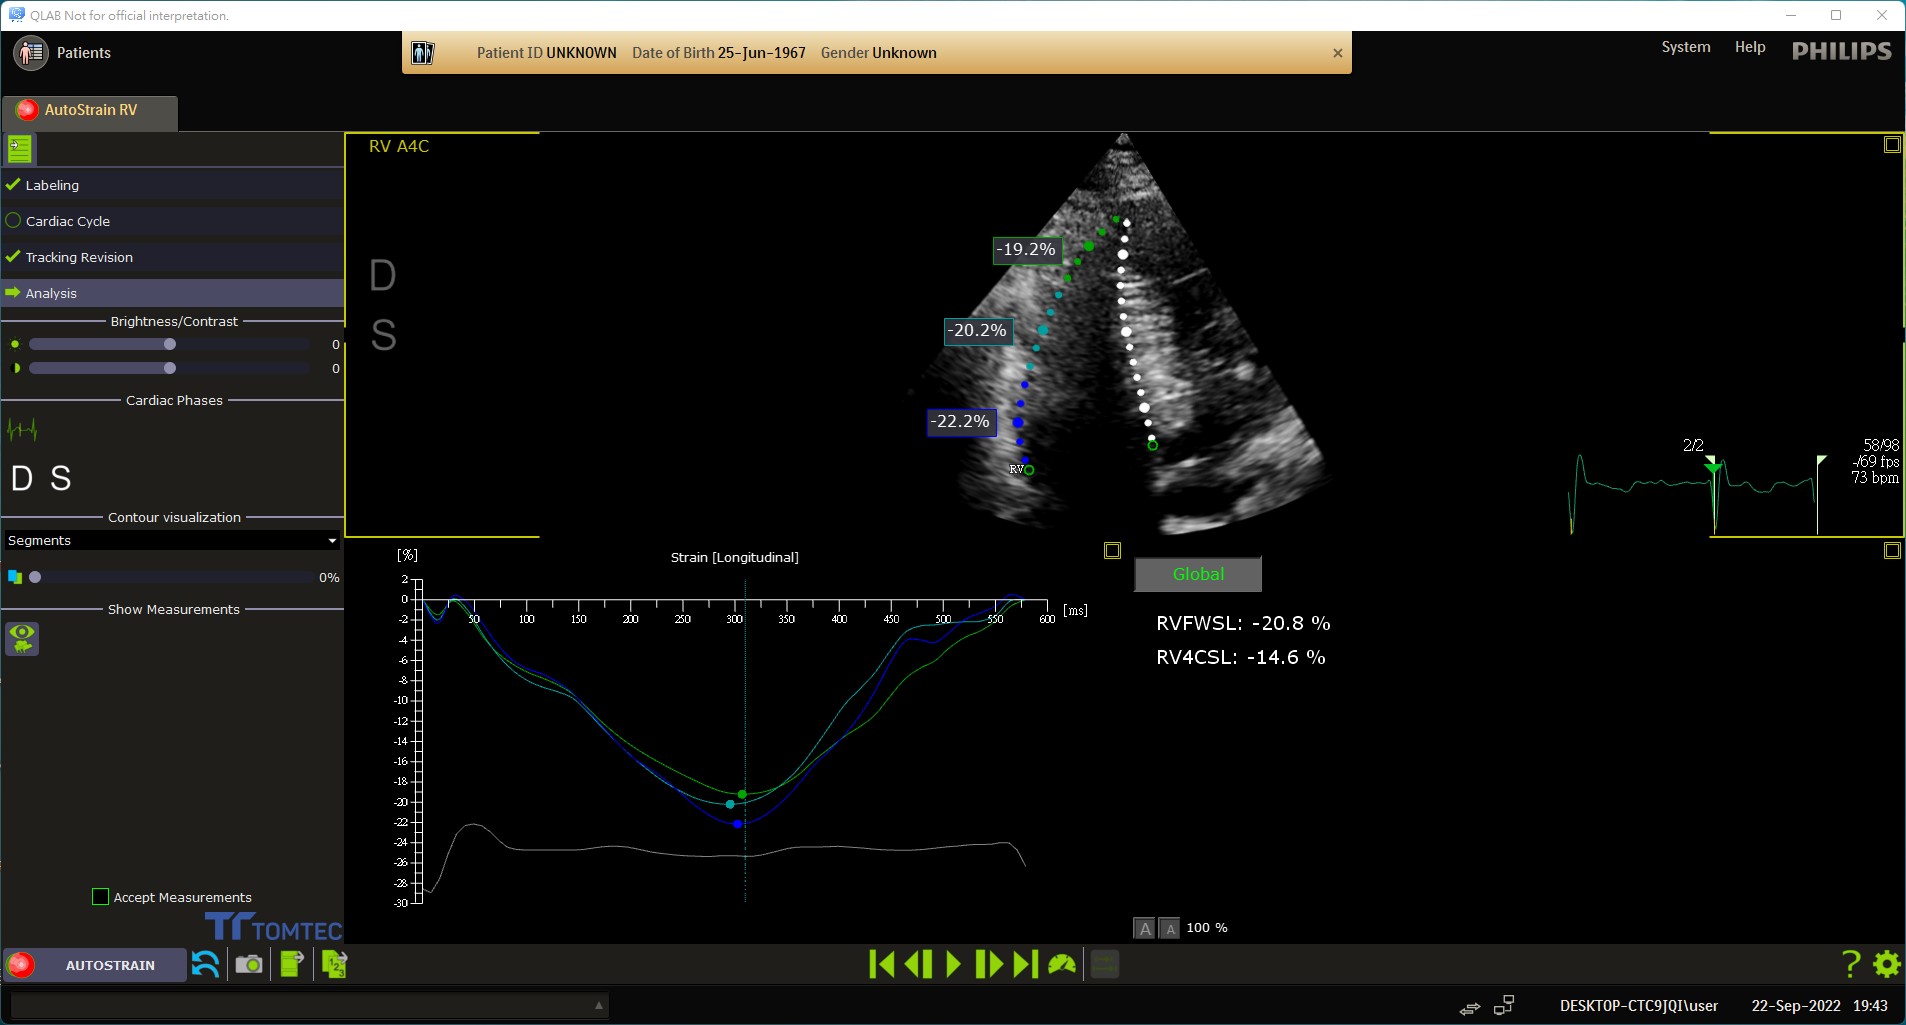 QLAB Not for official interpretation.
Patients
Patient ID UNKNOWN Date of Birth 25-Jun-1967 Gender Unknown
System Help PHILIPS
AutoStrain RV
Labeling
Cardiac Cycle
Tracking Revision
Analysis
Brightness/Contrast
0
0
Cardiac Phases
D S
Contour visualization
Segments
0%
Show Measurements
Accept Measurements
TOMTEC
RV A4C
D
S
-19.2%
-20.2%
-22.2%
RV
2/2
58/98
-/69 fps
73 bpm
[%]
Strain [Longitudinal]
2
0
-2
-4
-6
-8
-10
-12
-14
-16
-18
-20
-22
-24
-26
-28
-30
50 100 150 200 250 300 350 400 450 500 550 600
[ms]
Global
RVFWSL: -20.8 %
RV4CSL: -14.6 %
A A 100 %
AUTOSTRAIN
1 2 3
?
DESKTOP-CTC9JQI\user 22-Sep-2022 19:43